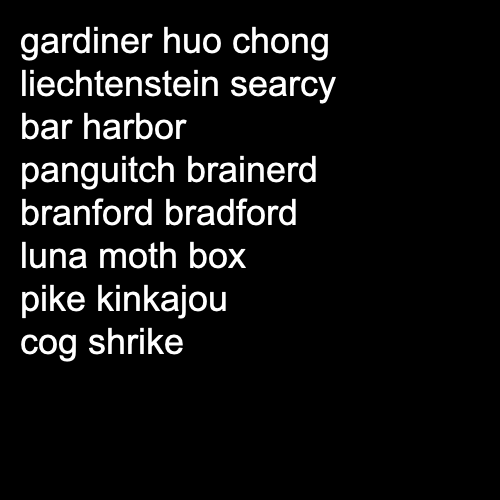 gardiner huo chong
liechtenstein searcy
bar harbor
panguitch brainerd
branford bradford
luna moth box
pike kinkajou
cog shrike